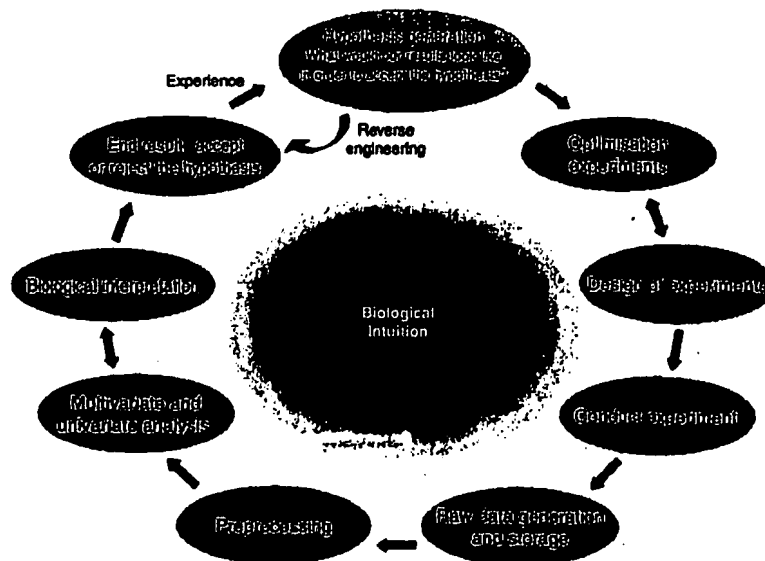 Hypothesis generation
What would our results look like
in order to accept the hypothesis?
Experience
Reverse
engineering
End result: accept
or reject the hypothesis
Optimisation
experiments
Biological interpretation
Biological
Intuition
Design of experiments
Multivariate and
univariate analysis
Conduct experiment
Preprocessing
Raw data generation
and storage